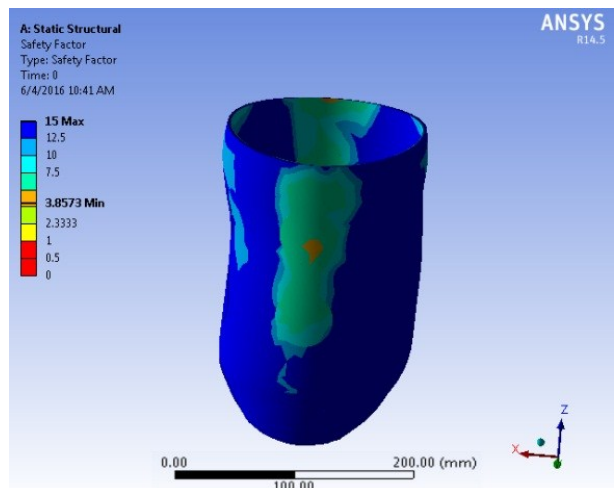 A: Static Structural
Safety Factor
Type: Safety Factor
Time: 0
6/4/2016 10:41 AM
ANSYS
R14.5
15 Max
12.5
10
7.5
3.8573 Min
2.3333
1
0.5
0
Z
X
0.00
200.00 (mm)
100.00